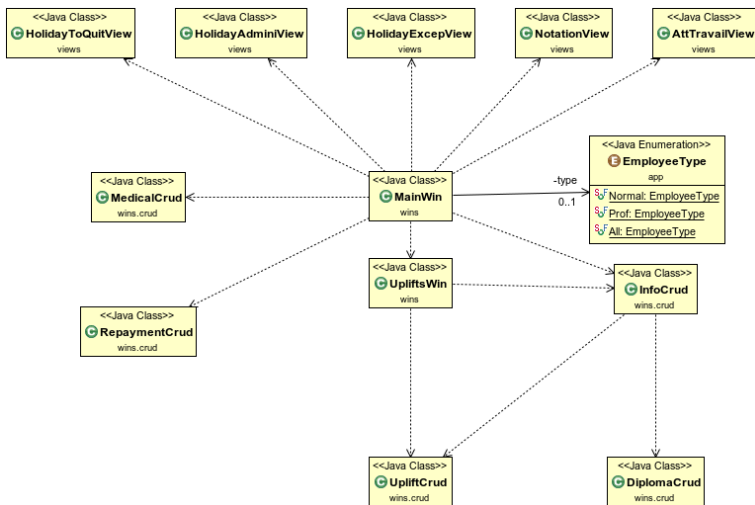 <<Java Class>>
HolidayToQuitView
views
<<Java Class>>
HolidayAdminiView
views
<<Java Class>>
HolidayExcepView
views
<<Java Class>>
NotationView
views
<<Java Class>>
AttTravailView
views
<<Java Enumeration>>
EmployeeType
app
Normal: EmployeeType
Prof: EmployeeType
All: EmployeeType
<<Java Class>>
MedicalCrud
wins.crud
<<Java Class>>
MainWin
wins
-type
0..1
<<Java Class>>
UpliftsWin
wins
<<Java Class>>
InfoCrud
wins.crud
<<Java Class>>
RepaymentCrud
wins.crud
<<Java Class>>
UpliftCrud
wins.crud
<<Java Class>>
DiplomaCrud
wins.crud